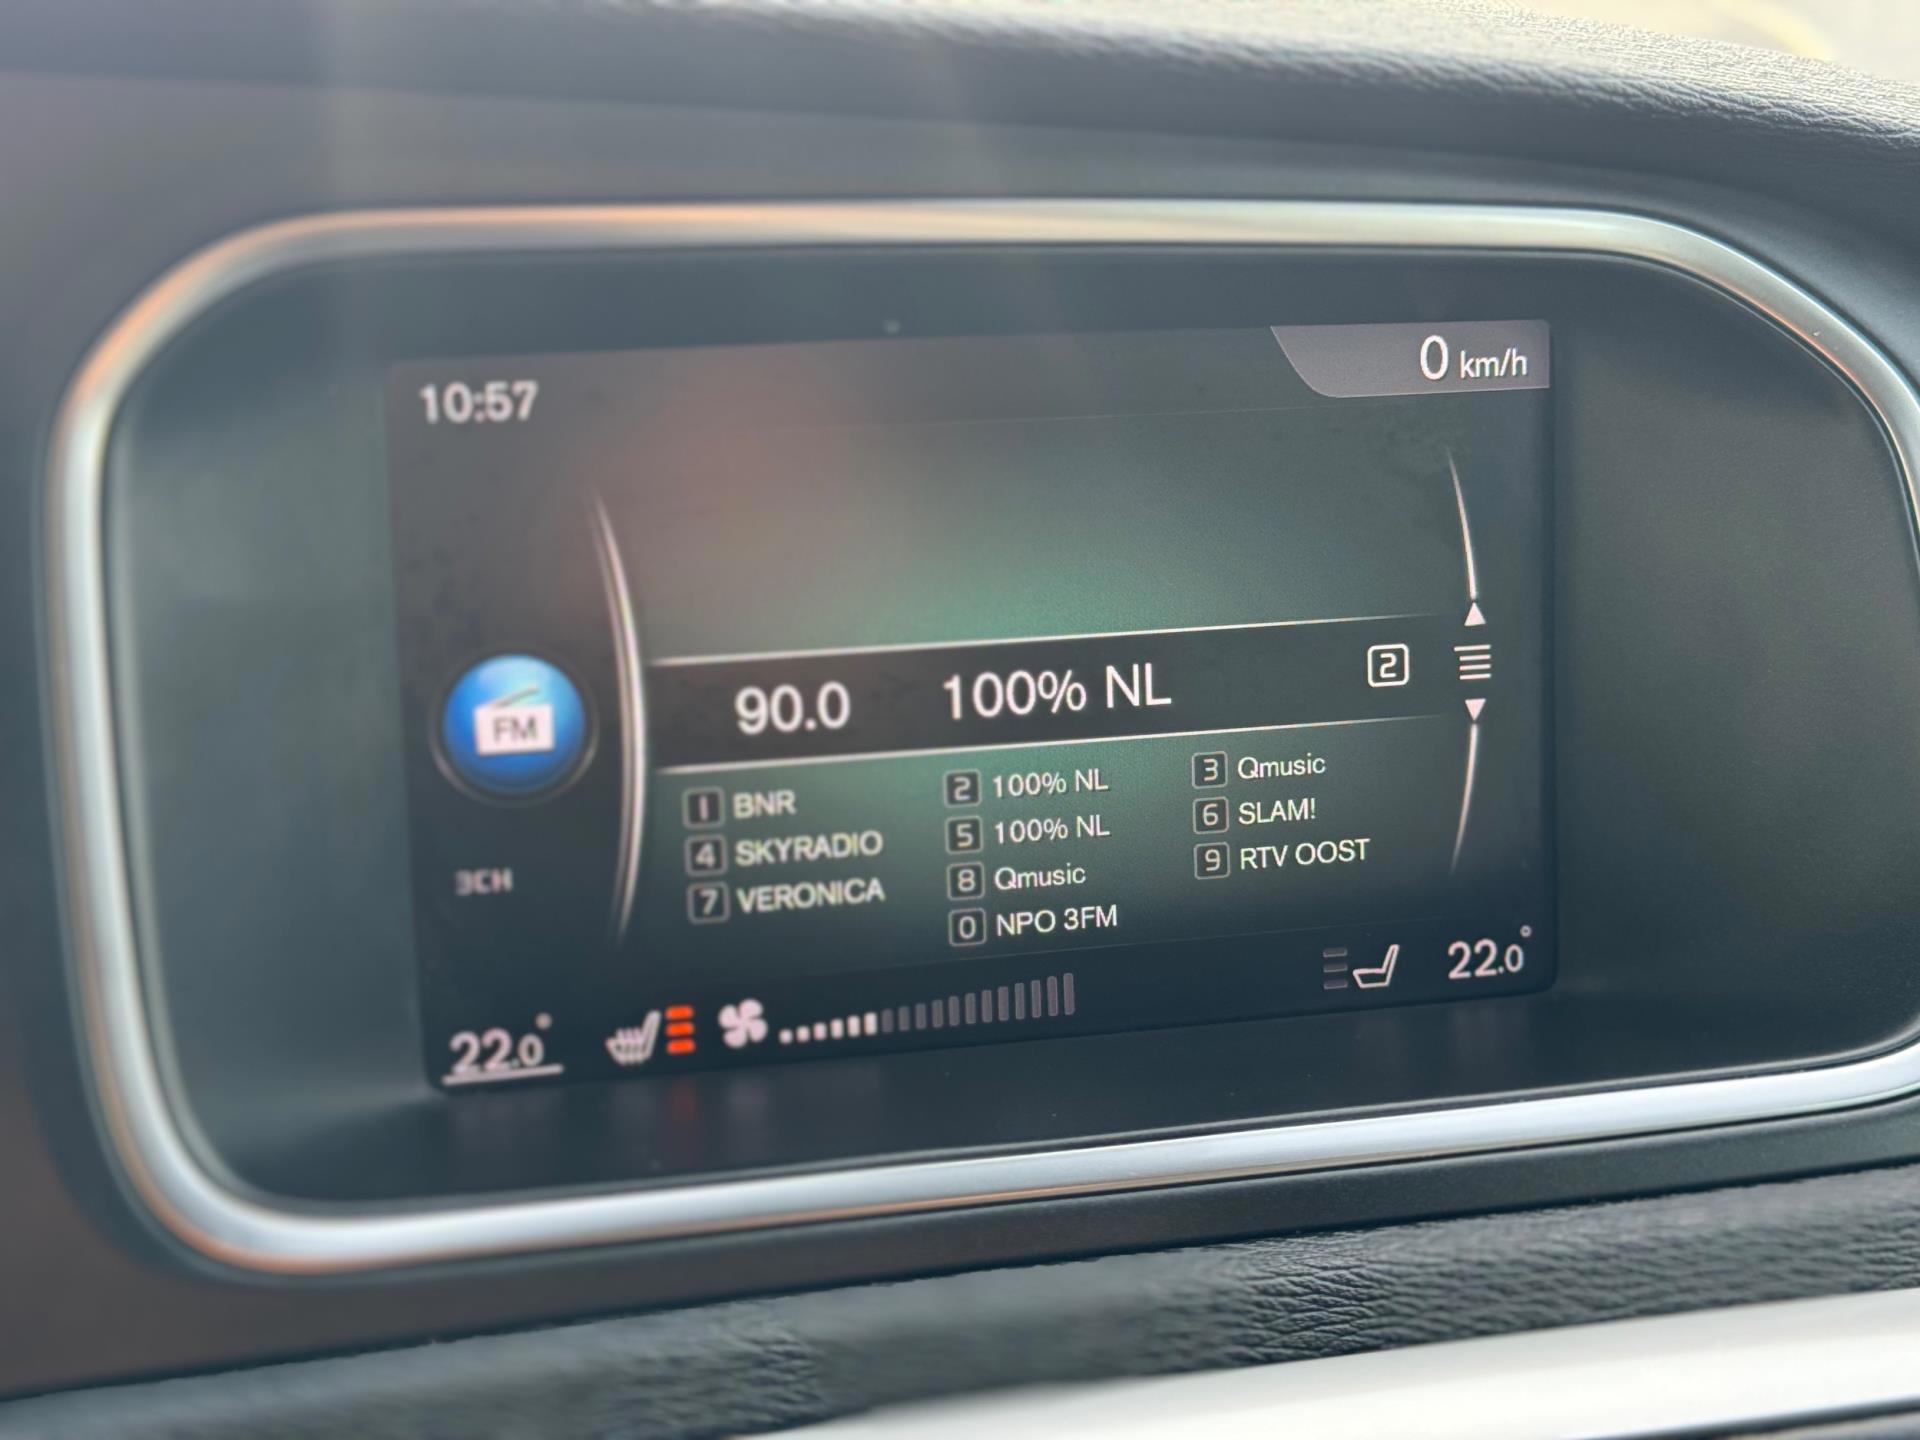 10:57
0 km/h
FM
90.0 100% NL 2
1 BNR 2 100% NL 3 Qmusic
4 SKYRADIO 5 100% NL 6 SLAM!
7 VERONICA 8 Qmusic 9 RTV OOST
0 NPO 3FM
3CH
22.0° 22.0°